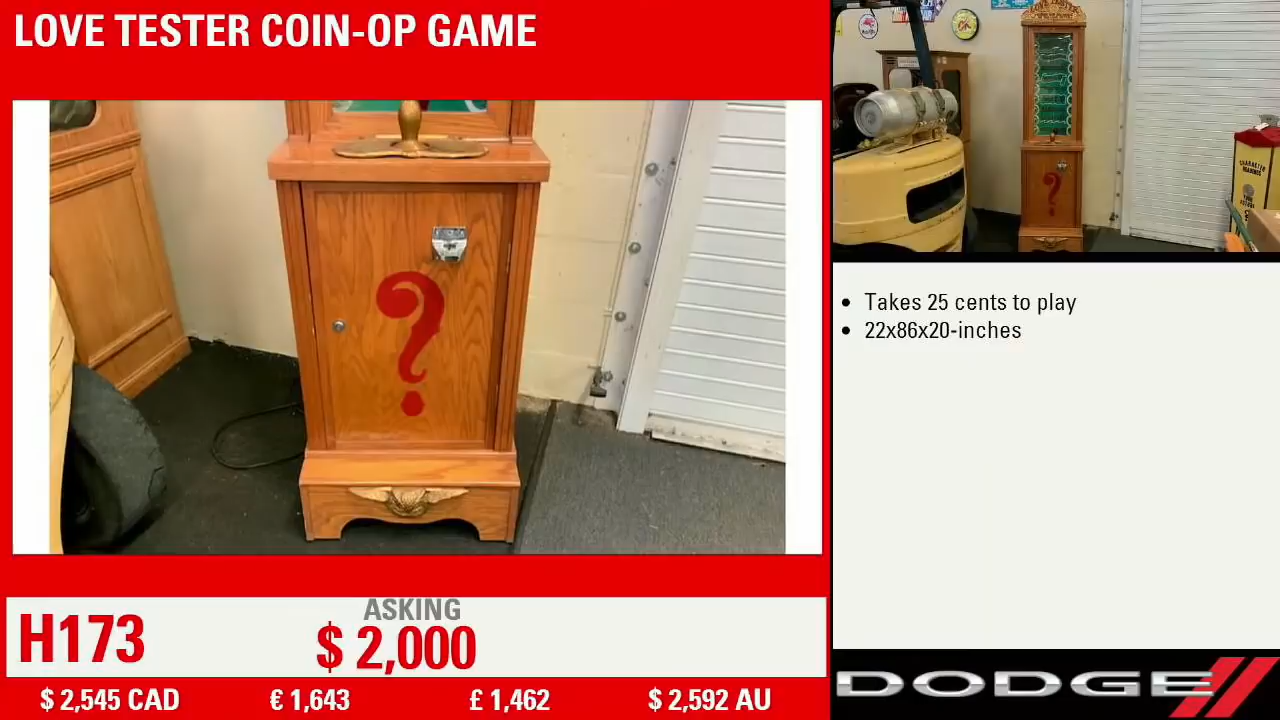 LOVE TESTER COIN-OP GAME
• Takes 25 cents to play
• 22x86x20-inches
?
H173
ASKING
$ 2,000
$ 2,545 CAD
€ 1,643
£ 1,462
$ 2,592 AU
DODGE